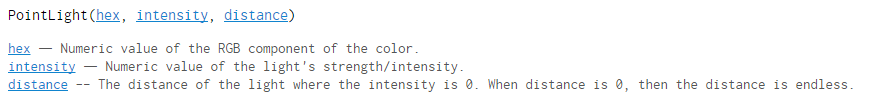 PointLight(hex, intensity, distance)
hex — Numeric value of the RGB component of the color.
intensity — Numeric value of the light's strength/intensity.
distance -- The distance of the light where the intensity is 0. When distance is 0, then the distance is endless.